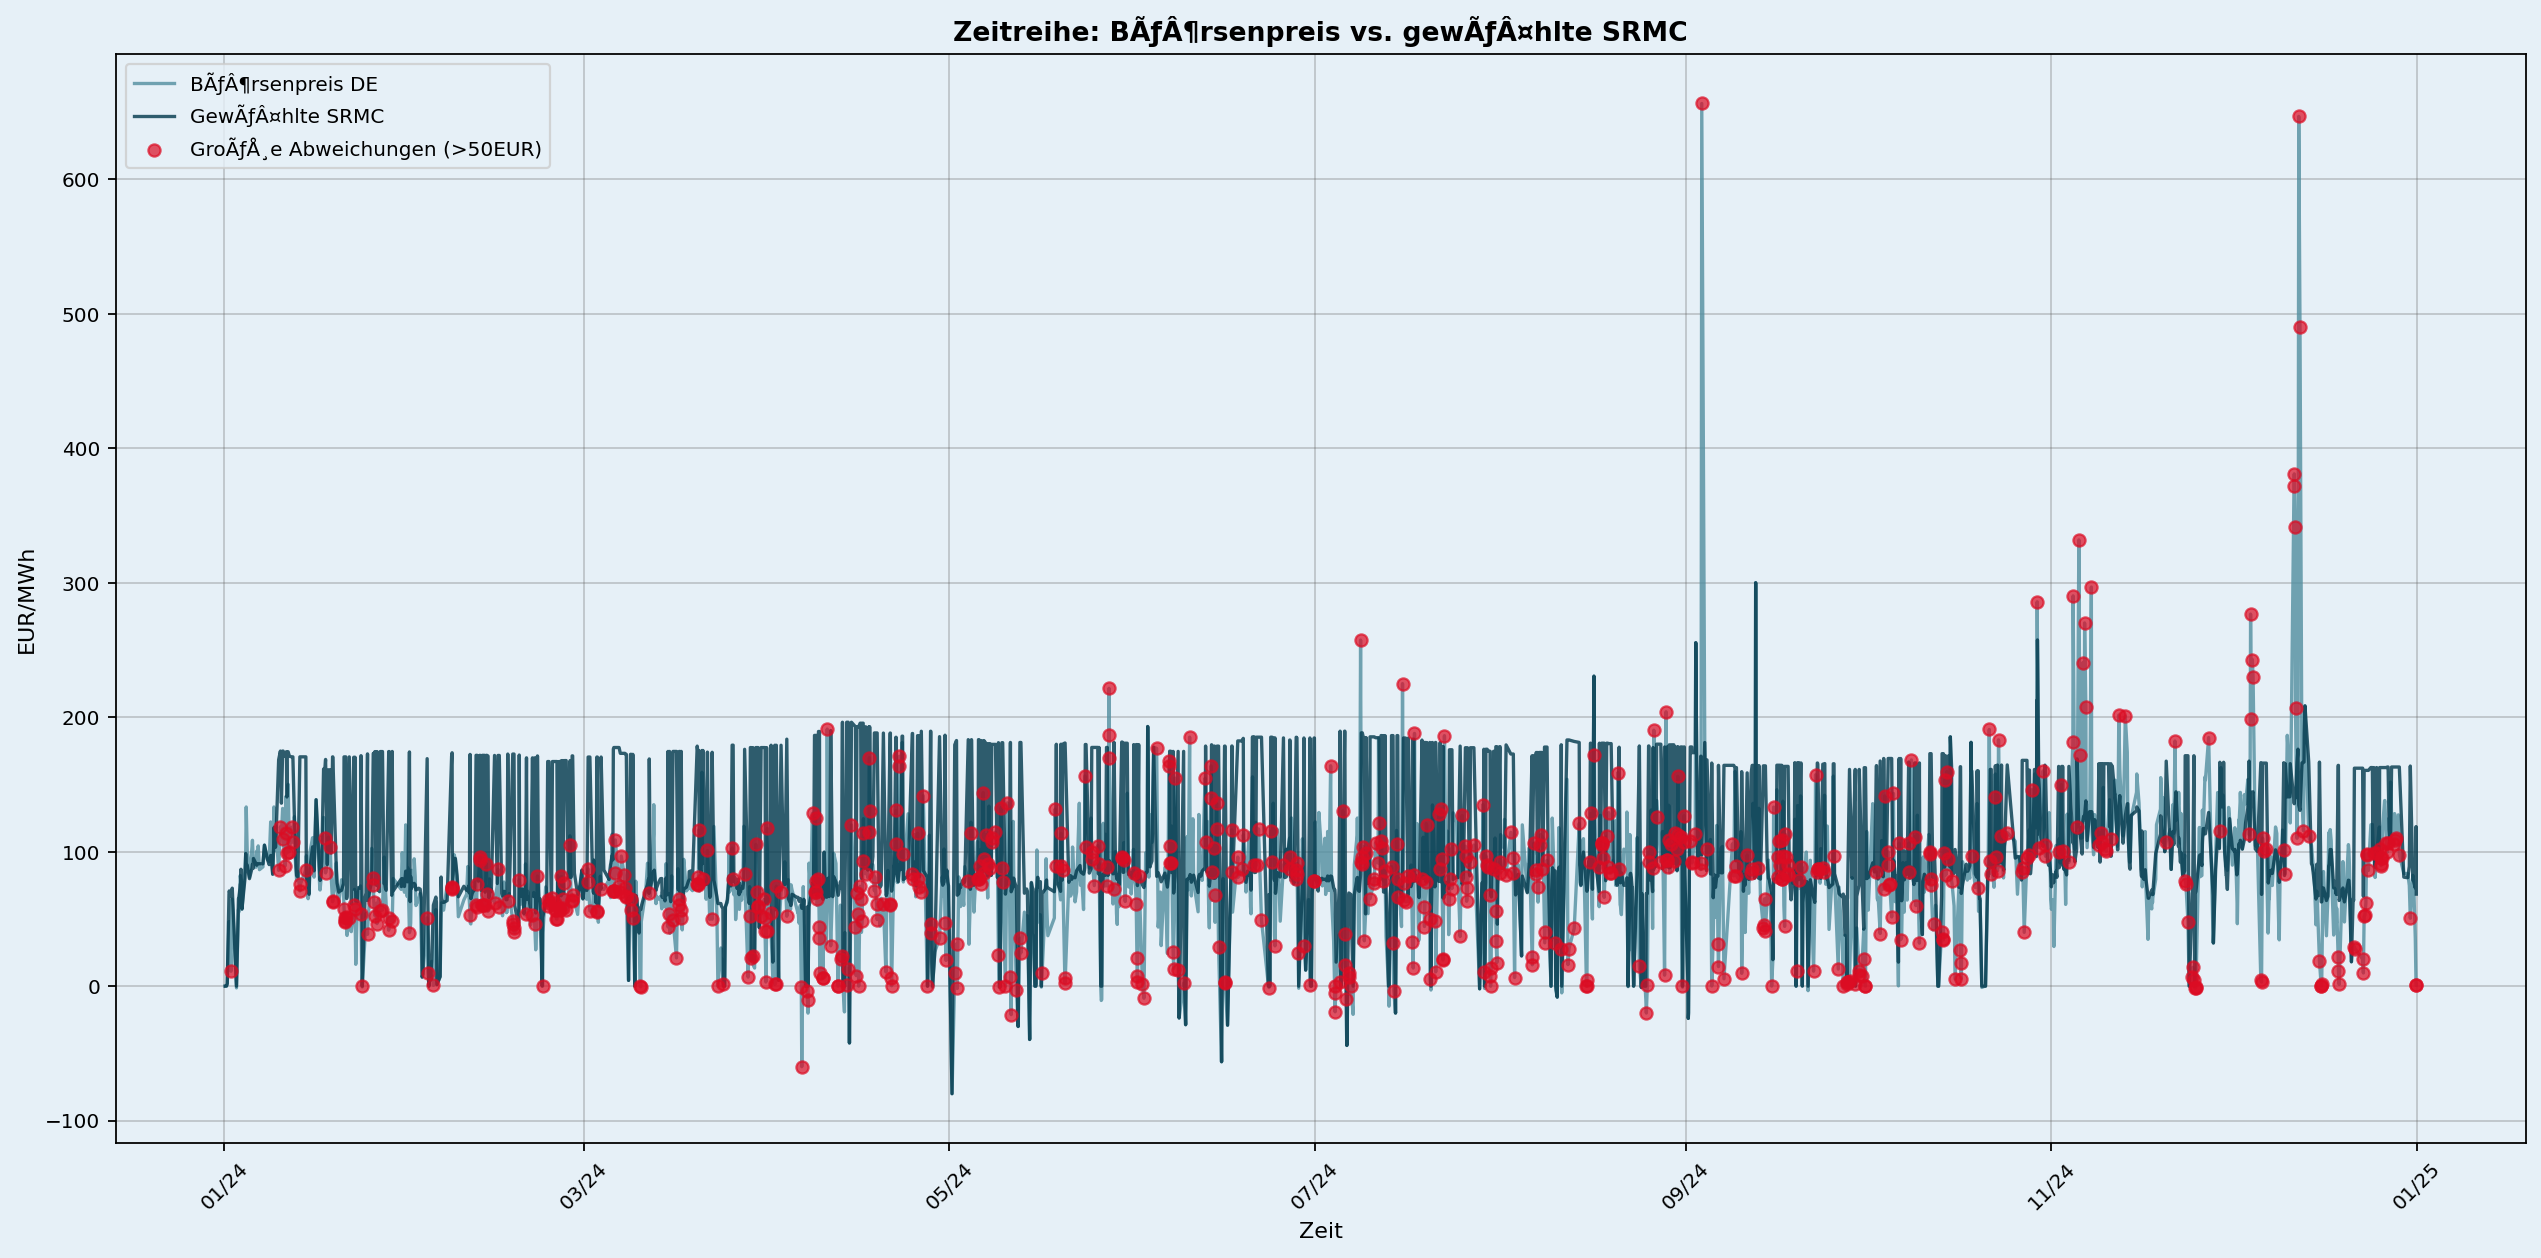 Zeitreihe: BÃƒÂ¶rsenpreis vs. gewÃƒÂ¤hlte SRMC
BÃƒÂ¶rsenpreis DE
GewÃƒÂ¤hlte SRMC
GroÃƒÅ¸e Abweichungen (>50EUR)
EUR/MWh
600
500
400
300
200
100
0
−100
01/24
03/24
05/24
07/24
09/24
11/24
01/25
Zeit